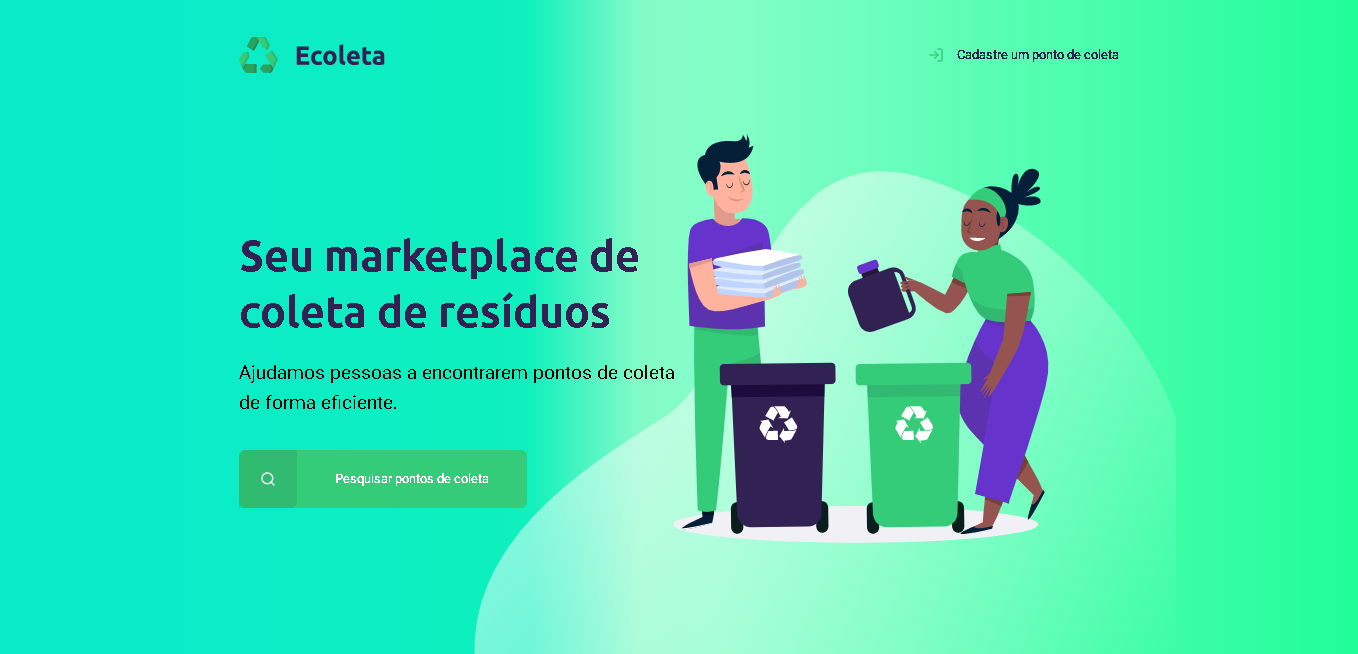 Ecoleta
Cadastre um ponto de coleta
Seu marketplace de
coleta de resíduos
Ajudamos pessoas a encontrarem pontos de coleta
de forma eficiente.
Pesquisar pontos de coleta